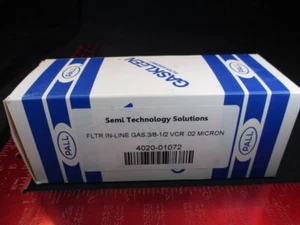 GASKLEEN
PALL
Semi Technology Solutions
FLTR IN-LINE GAS,3/8-1/2 VCR .02 MICRON
4020-01072
PALL